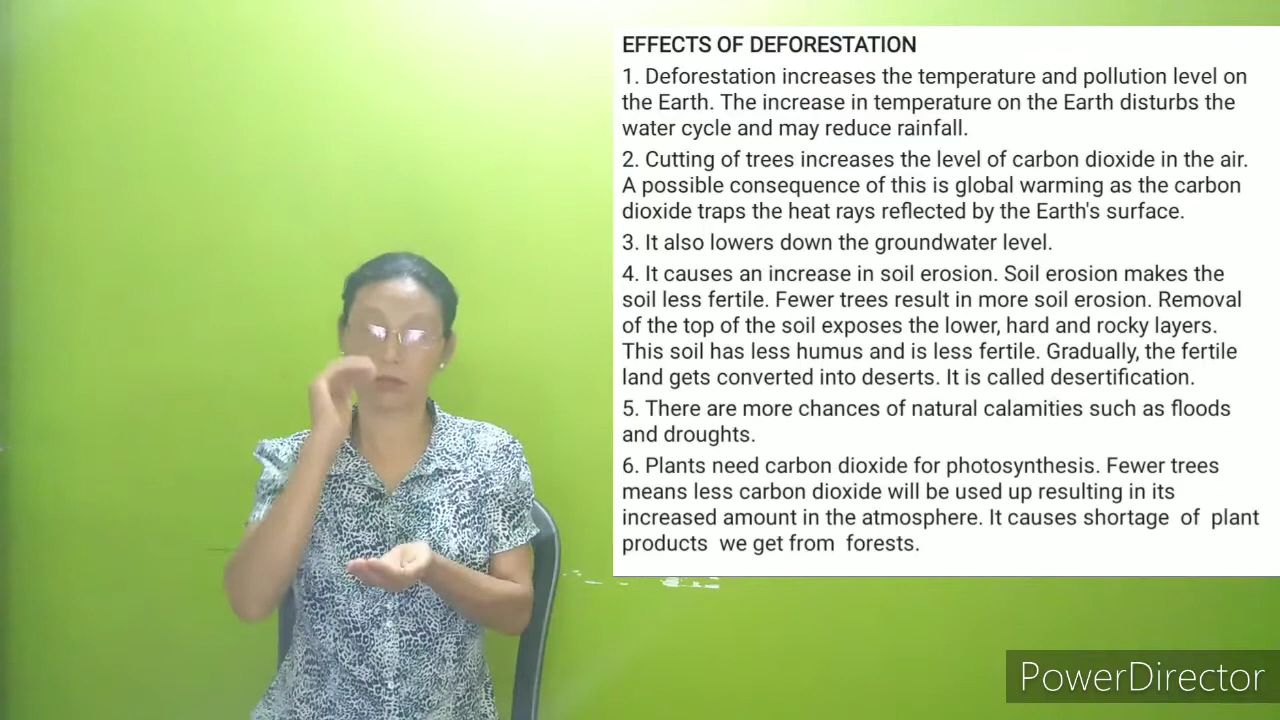 EFFECTS OF DEFORESTATION
1. Deforestation increases the temperature and pollution level on
the Earth. The increase in temperature on the Earth disturbs the
water cycle and may reduce rainfall.
2. Cutting of trees increases the level of carbon dioxide in the air.
A possible consequence of this is global warming as the carbon
dioxide traps the heat rays reflected by the Earth's surface.
3. It also lowers down the groundwater level.
4. It causes an increase in soil erosion. Soil erosion makes the
soil less fertile. Fewer trees result in more soil erosion. Removal
of the top of the soil exposes the lower, hard and rocky layers.
This soil has less humus and is less fertile. Gradually, the fertile
land gets converted into deserts. It is called desertification.
5. There are more chances of natural calamities such as floods
and droughts.
6. Plants need carbon dioxide for photosynthesis. Fewer trees
means less carbon dioxide will be used up resulting in its
increased amount in the atmosphere. It causes shortage of plant
products we get from forests.
PowerDirector